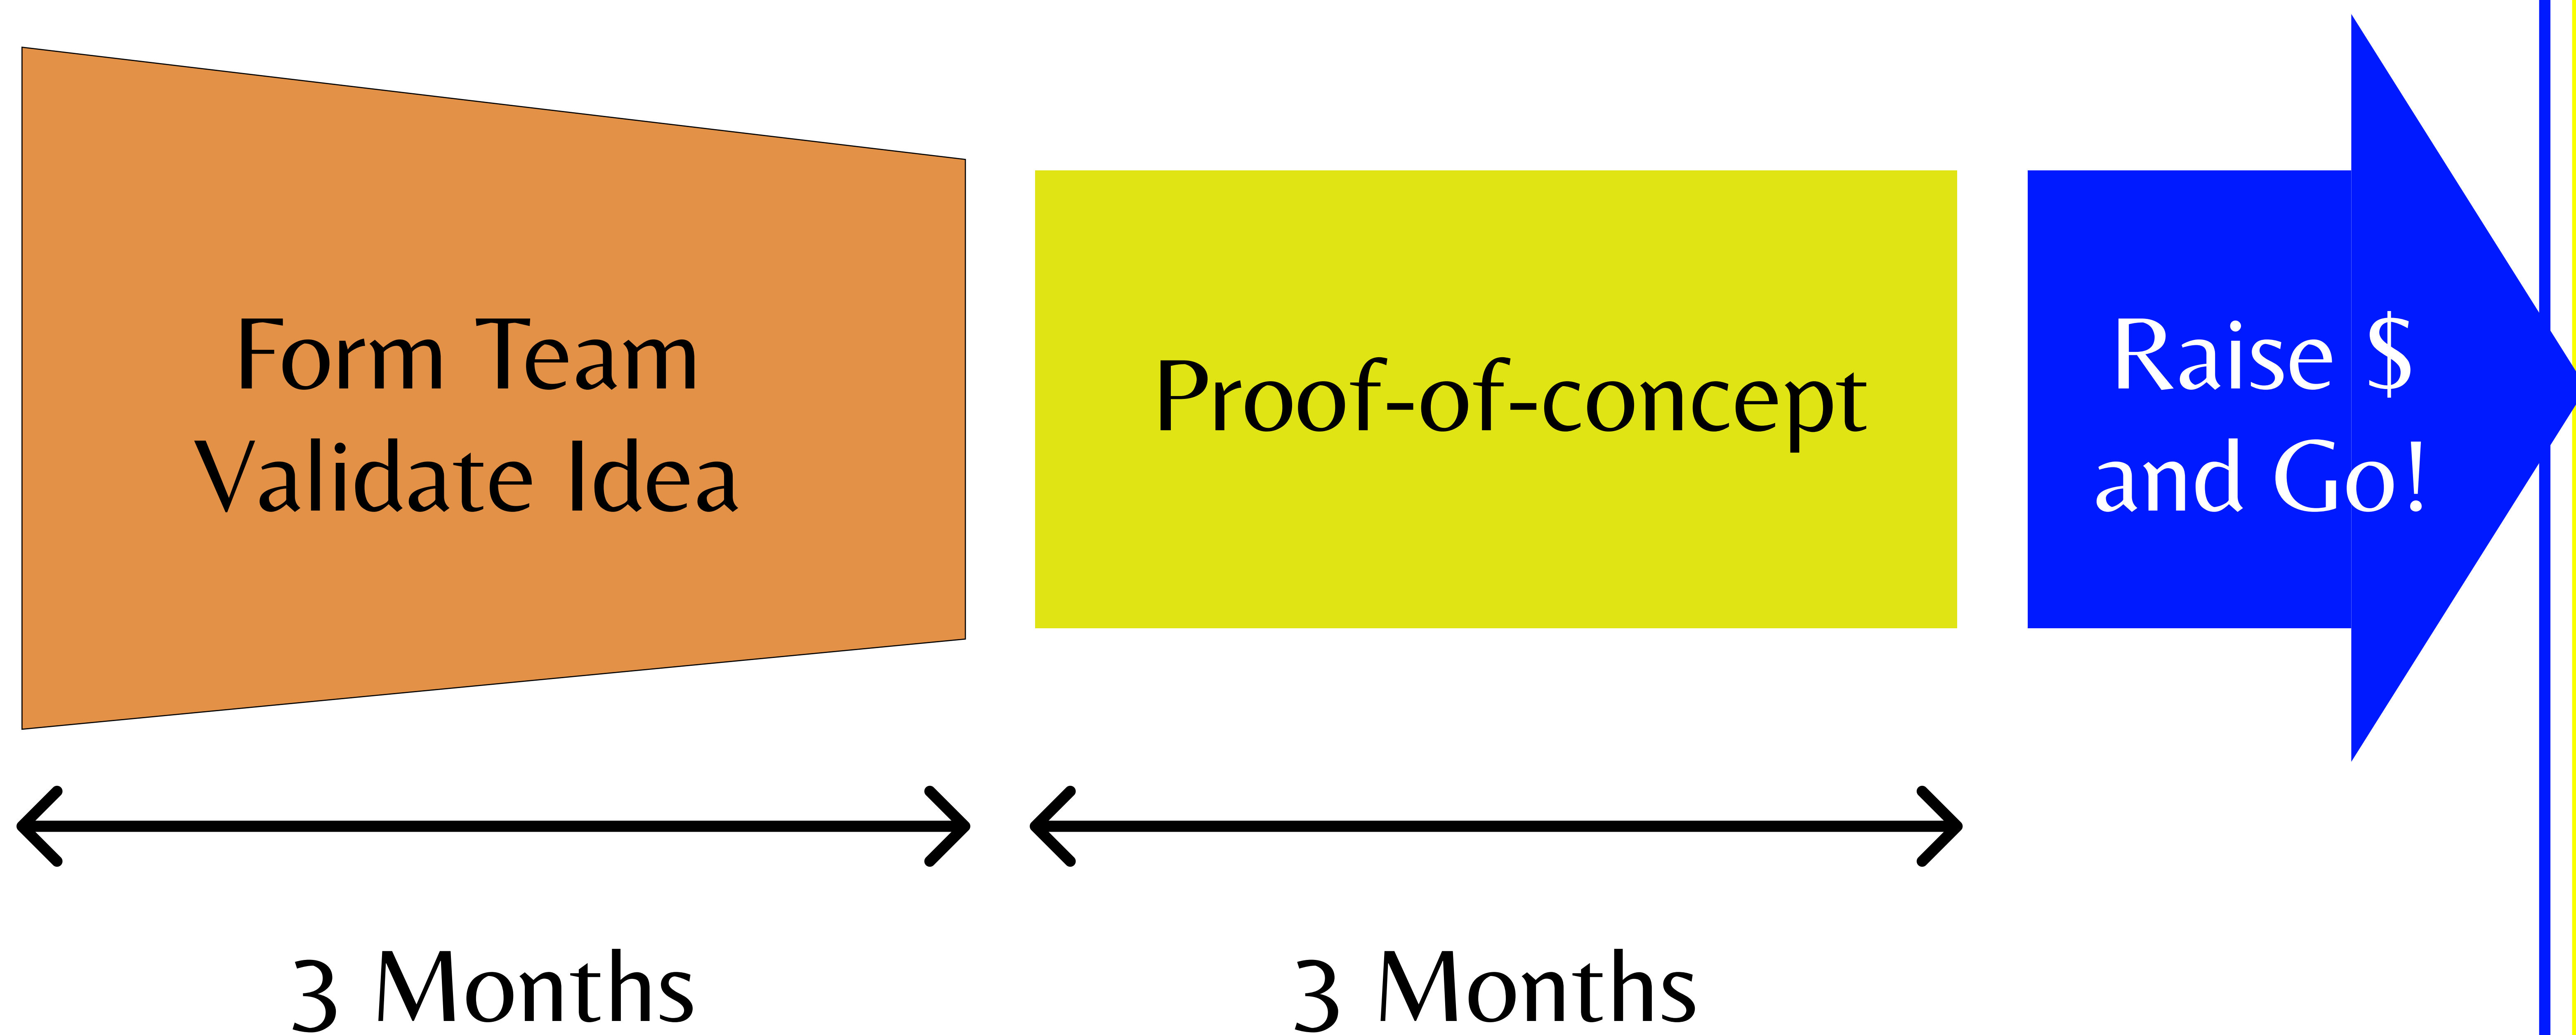 Form Team
Validate Idea
Proof-of-concept
Raise $
and Go!
3 Months
3 Months